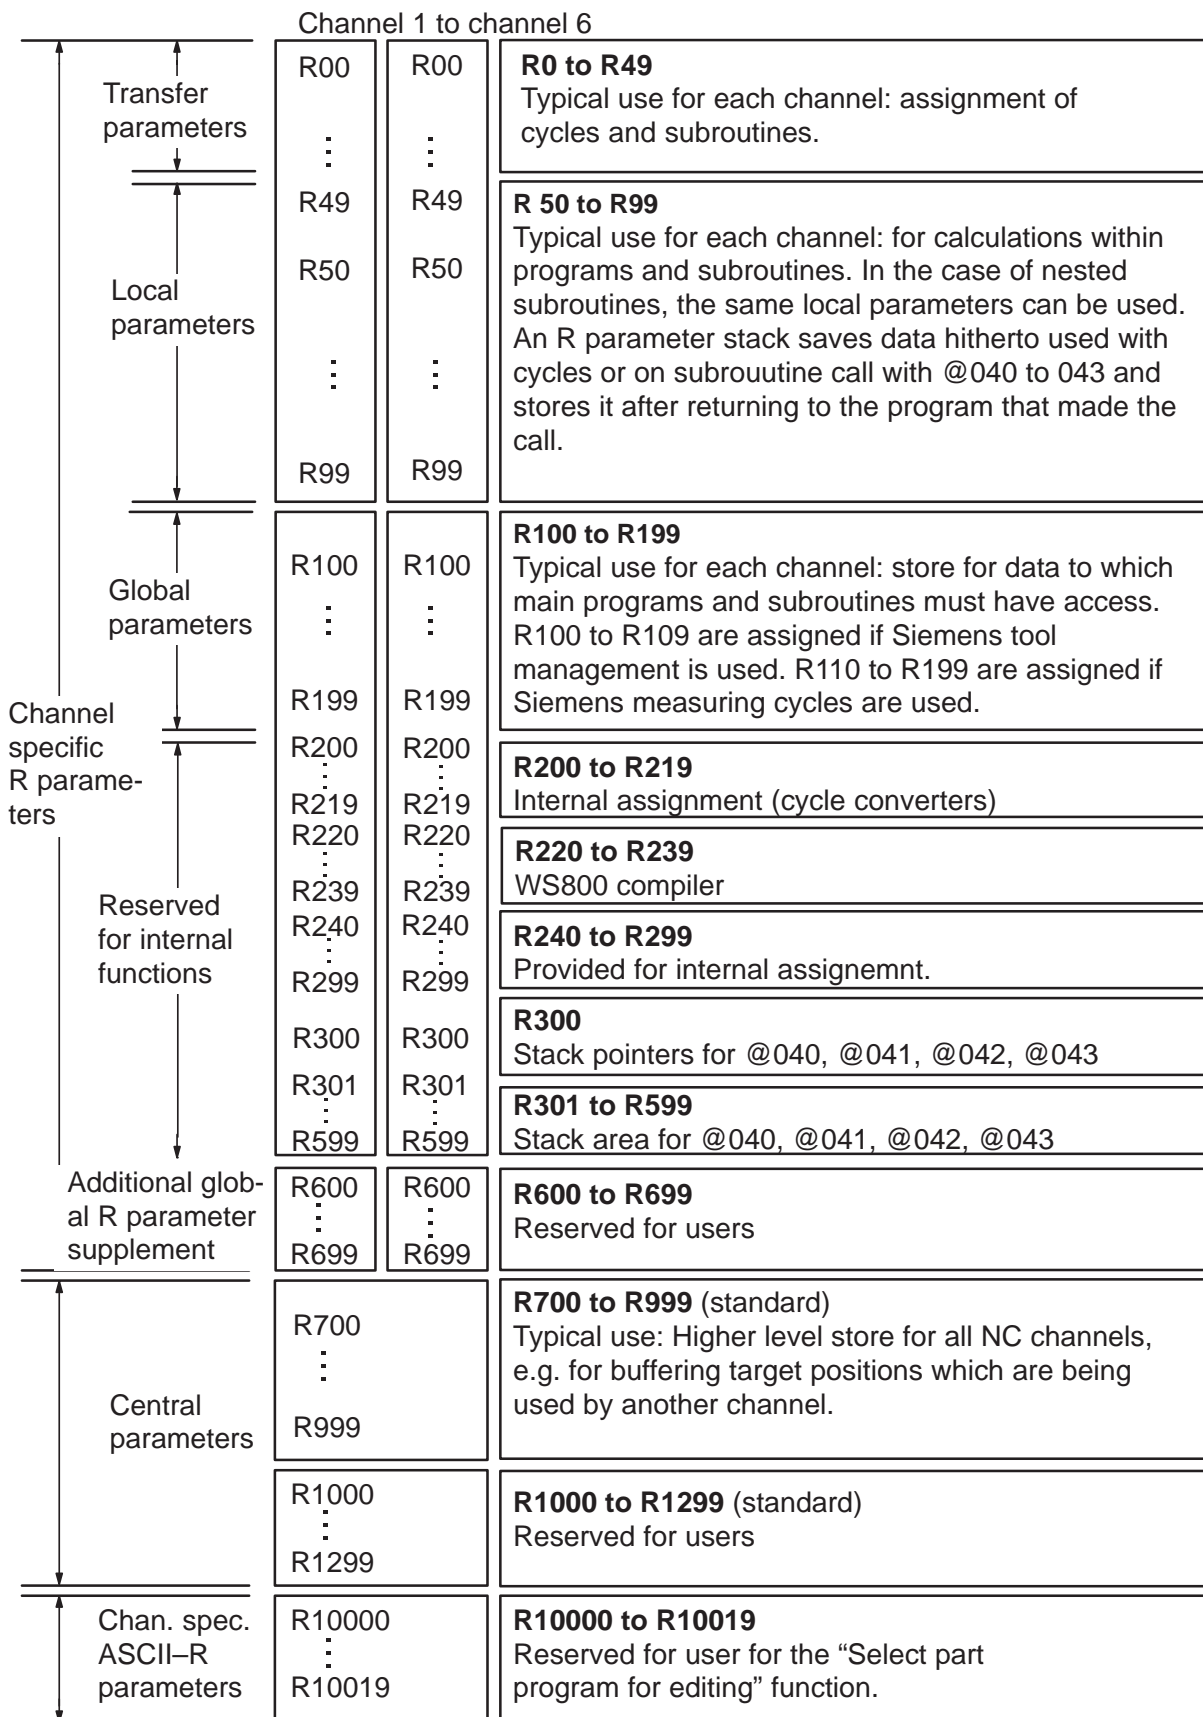 Channel 1 to channel 6
Transfer
parameters
R00
R00
R0 to R49
Typical use for each channel: assignment of
cycles and subroutines.
R49
R49
Local
parameters
R50
R50
R99
R99
R 50 to R99
Typical use for each channel: for calculations within
programs and subroutines. In the case of nested
subroutines, the same local parameters can be used.
An R parameter stack saves data hitherto used with
cycles or on subrouutine call with @040 to 043 and
stores it after returning to the program that made the
call.
Global
parameters
R100
R100
R199
R199
R100 to R199
Typical use for each channel: store for data to which
main programs and subroutines must have access.
R100 to R109 are assigned if Siemens tool
management is used. R110 to R199 are assigned if
Siemens measuring cycles are used.
Channel
specific
R parame-
ters
Reserved
for internal
functions
R200
R200
R219
R219
R200 to R219
Internal assignment (cycle converters)
R220
R220
R239
R239
R220 to R239
WS800 compiler
R240
R240
R299
R299
R240 to R299
Provided for internal assignemnt.
R300
R300
R300
Stack pointers for @040, @041, @042, @043
R301
R301
R599
R599
R301 to R599
Stack area for @040, @041, @042, @043
Additional glob-
al R parameter
supplement
R600
R600
R699
R699
R600 to R699
Reserved for users
Central
parameters
R700
R999
R700 to R999 (standard)
Typical use: Higher level store for all NC channels,
e.g. for buffering target positions which are being
used by another channel.
R1000
R1299
R1000 to R1299 (standard)
Reserved for users
Chan. spec.
ASCII–R
parameters
R10000
R10019
R10000 to R10019
Reserved for user for the “Select part
program for editing” function.